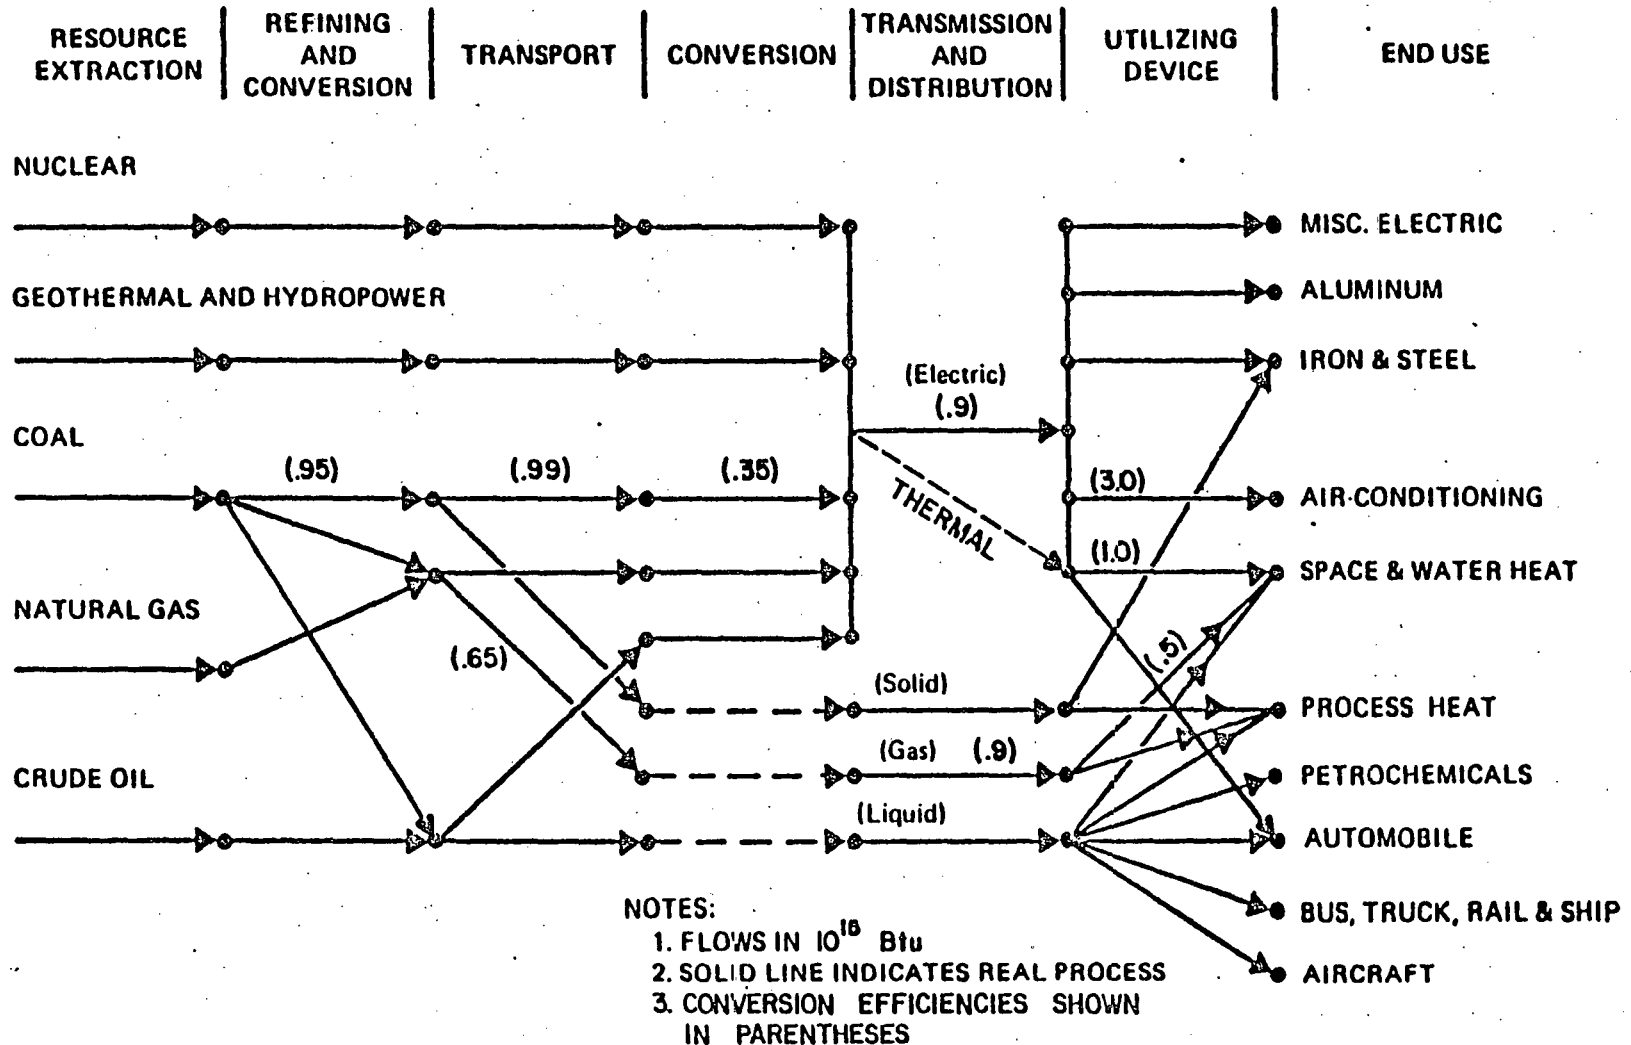 RESOURCE
EXTRACTION
REFINING
AND
CONVERSION
TRANSPORT
CONVERSION
TRANSMISSION
AND
DISTRIBUTION
UTILIZING
DEVICE
END USE
NUCLEAR
MISC. ELECTRIC
ALUMINUM
GEOTHERMAL AND HYDROPOWER
IRON & STEEL
(Electric)
(.9)
COAL
(.95)
(.99)
(.35)
THERMAL
(3.0)
AIR-CONDITIONING
(1.0)
SPACE & WATER HEAT
NATURAL GAS
(.65)
(.5)
(Solid)
PROCESS HEAT
(Gas) (.9)
PETROCHEMICALS
CRUDE OIL
(Liquid)
AUTOMOBILE
BUS, TRUCK, RAIL & SHIP
AIRCRAFT
NOTES:
1. FLOWS IN 10 Btu
2. SOLID LINE INDICATES REAL PROCESS
3. CONVERSION EFFICIENCIES SHOWN
IN PARENTHESES